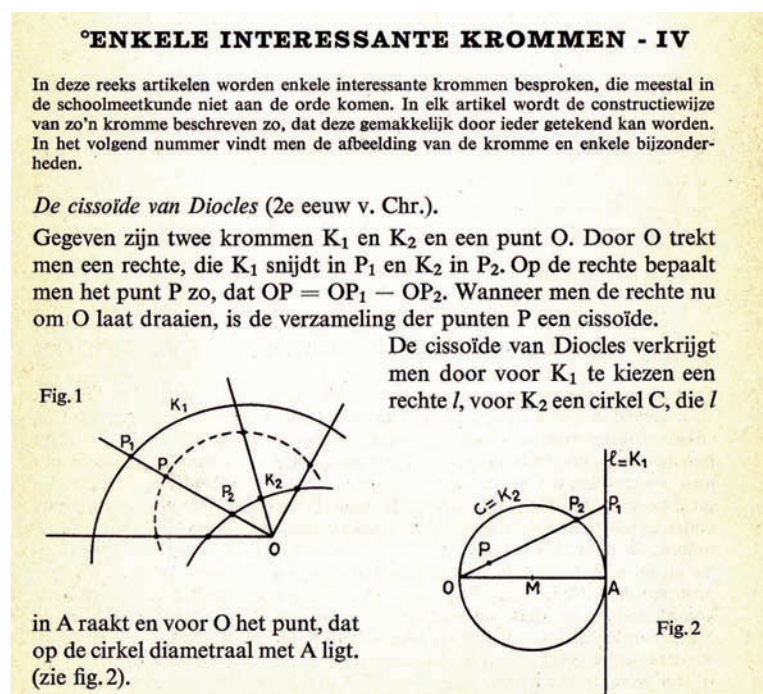 °ENKELE INTERESSANTE KROMMEN - IV
In deze reeks artikelen worden enkele interessante krommen besproken, die meestal in
de schoolmeetkunde niet aan de orde komen. In elk artikel wordt de constructiewijze
van zo'n kromme beschreven zo, dat deze gemakkelijk door ieder getekend kan worden.
In het volgend nummer vindt men de afbeelding van de kromme en enkele bijzonder-
heden.
De cissoïde van Diocles (2e eeuw v. Chr.).
Gegeven zijn twee krommen K₁ en K₂ en een punt O. Door O trekt
men een rechte, die K₁ snijdt in P₁ en K₂ in P₂. Op de rechte bepaalt
men het punt P zo, dat OP = OP₁ — OP₂. Wanneer men de rechte nu
om O laat draaien, is de verzameling der punten P een cissoïde.
De cissoïde van Diocles verkrijgt
men door voor K₁ te kiezen een
rechte l, voor K₂ een cirkel C, die l
Fig. 1
K₁
P₁
P
P₂
K₂
O
ℓ=K₁
C=K₂
P₂
P₁
P
O
M
A
Fig. 2
in A raakt en voor O het punt, dat
op de cirkel diametraal met A ligt.
(zie fig. 2).